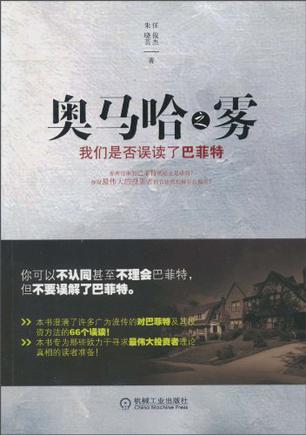 任俊杰
朱晓芸
著
奥马哈之雾
我们是否误读了巴菲特
你可以不认同甚至不理会巴菲特，
但不要误解了巴菲特。
本书澄清了许多广为流传的对巴菲特及其投
资方法的66个误读！
本书专为那些致力于寻求最伟大投资者理论
真相的读者准备！
机械工业出版社
China Machine Press